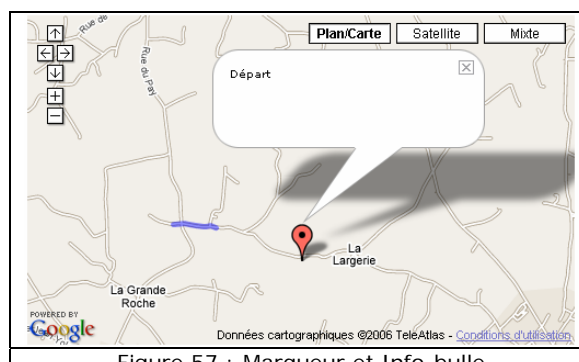 Rue de
Plan/Carte
Satellite
Mixte
Rue du Pay
Départ
La
Largerie
La Grande
Roche
POWERED BY
Google
Données cartographiques ©2006 TeleAtlas - Conditions d'utilisation
Figure 57 : Marqueur et Info bulle